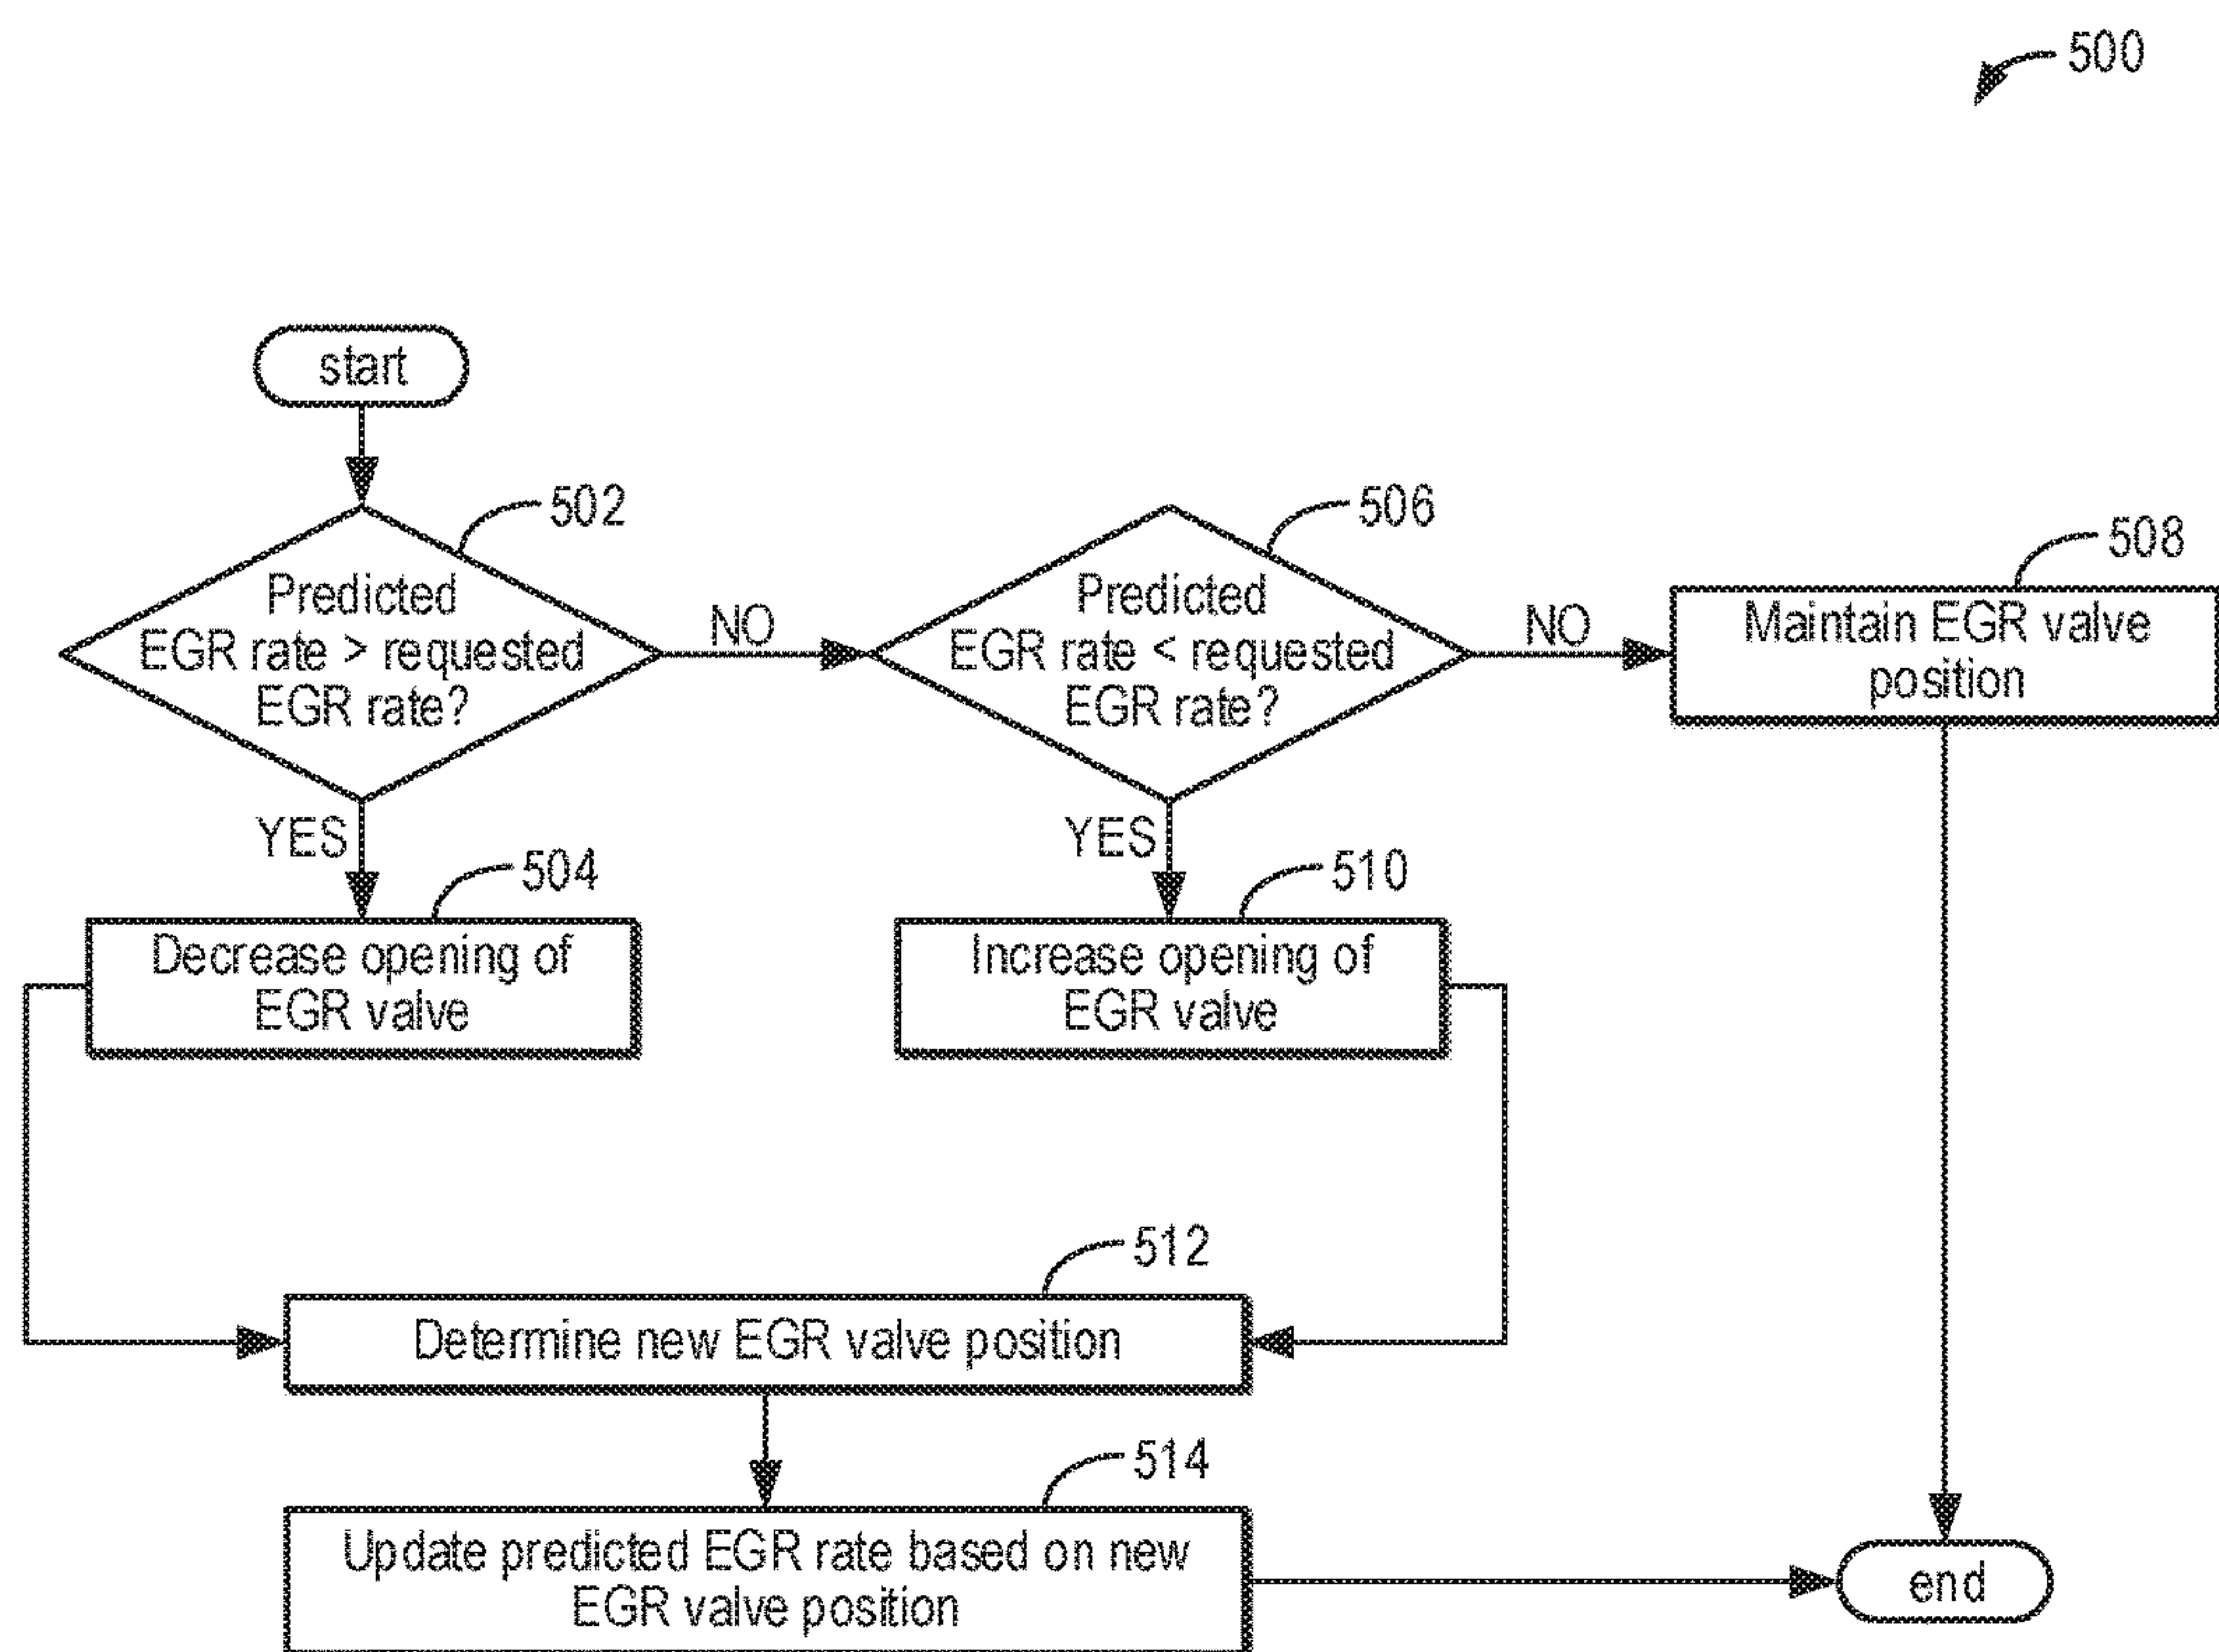 500
start
502
Predicted
EGR rate > requested
EGR rate?
NO
506
Predicted
EGR rate < requested
EGR rate?
NO
508
Maintain EGR valve
position
YES
504
Decrease opening of
EGR valve
YES
510
Increase opening of
EGR valve
512
Determine new EGR valve position
514
Update predicted EGR rate based on new
EGR valve position
end